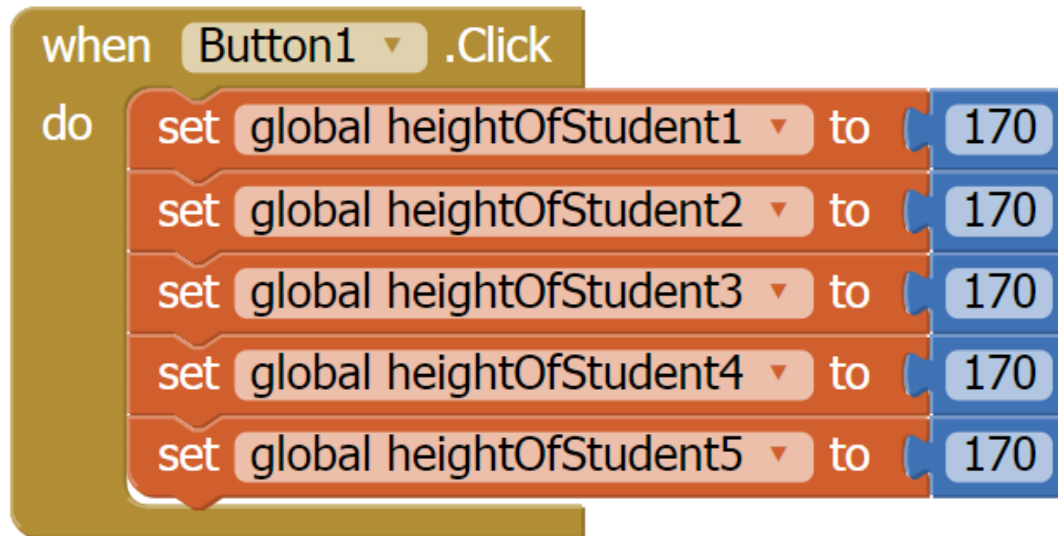 when Button1 .Click
do set global heightOfStudent1 to 170
set global heightOfStudent2 to 170
set global heightOfStudent3 to 170
set global heightOfStudent4 to 170
set global heightOfStudent5 to 170